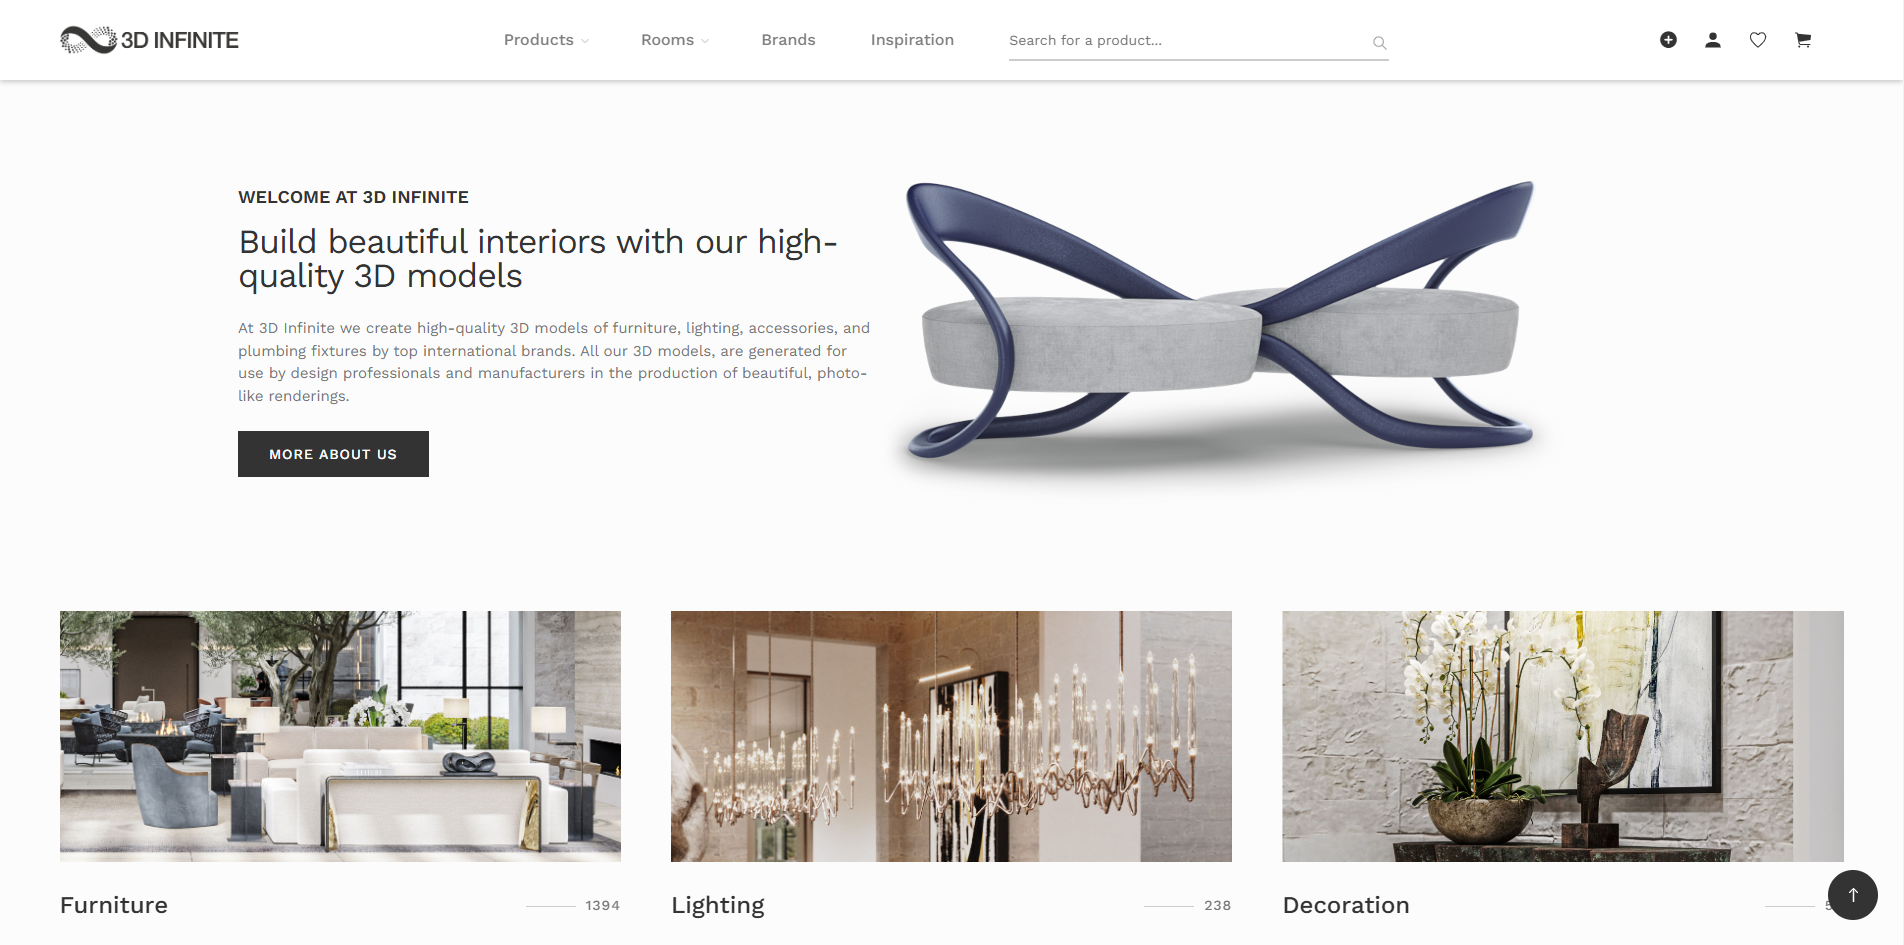 3D INFINITE
Products
Rooms
Brands
Inspiration
Search for a product...
WELCOME AT 3D INFINITE
Build beautiful interiors with our high-
quality 3D models
At 3D Infinite we create high-quality 3D models of furniture, lighting, accessories, and
plumbing fixtures by top international brands. All our 3D models, are generated for
use by design professionals and manufacturers in the production of beautiful, photo-
like renderings.
MORE ABOUT US
Furniture
1394
Lighting
238
Decoration